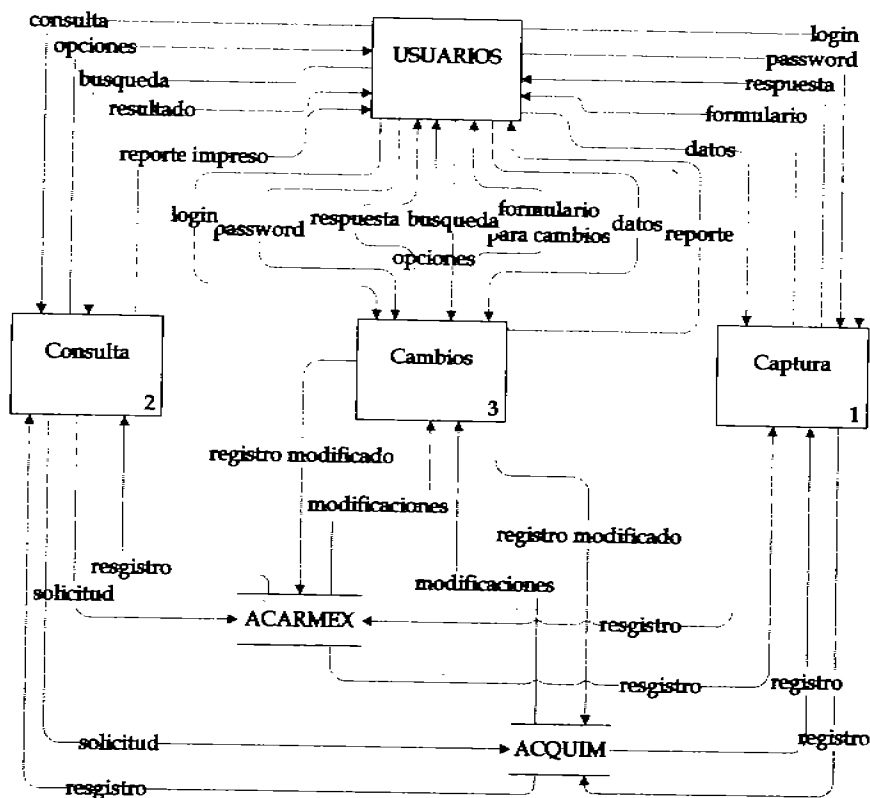 consulta
opciones
busqueda
resultado
reporte impreso
USUARIOS
login
password
respuesta
formulario
datos
login
password
respuesta
busqueda
formulario
para cambios
datos
reporte
opciones
Consulta
2
Cambios
3
Captura
1
registro modificado
modificaciones
registro modificado
resgistro
solicitud
modificaciones
ACARMEX
resgistro
resgistro
registro
solicitud
ACQUIM
registro
resgistro